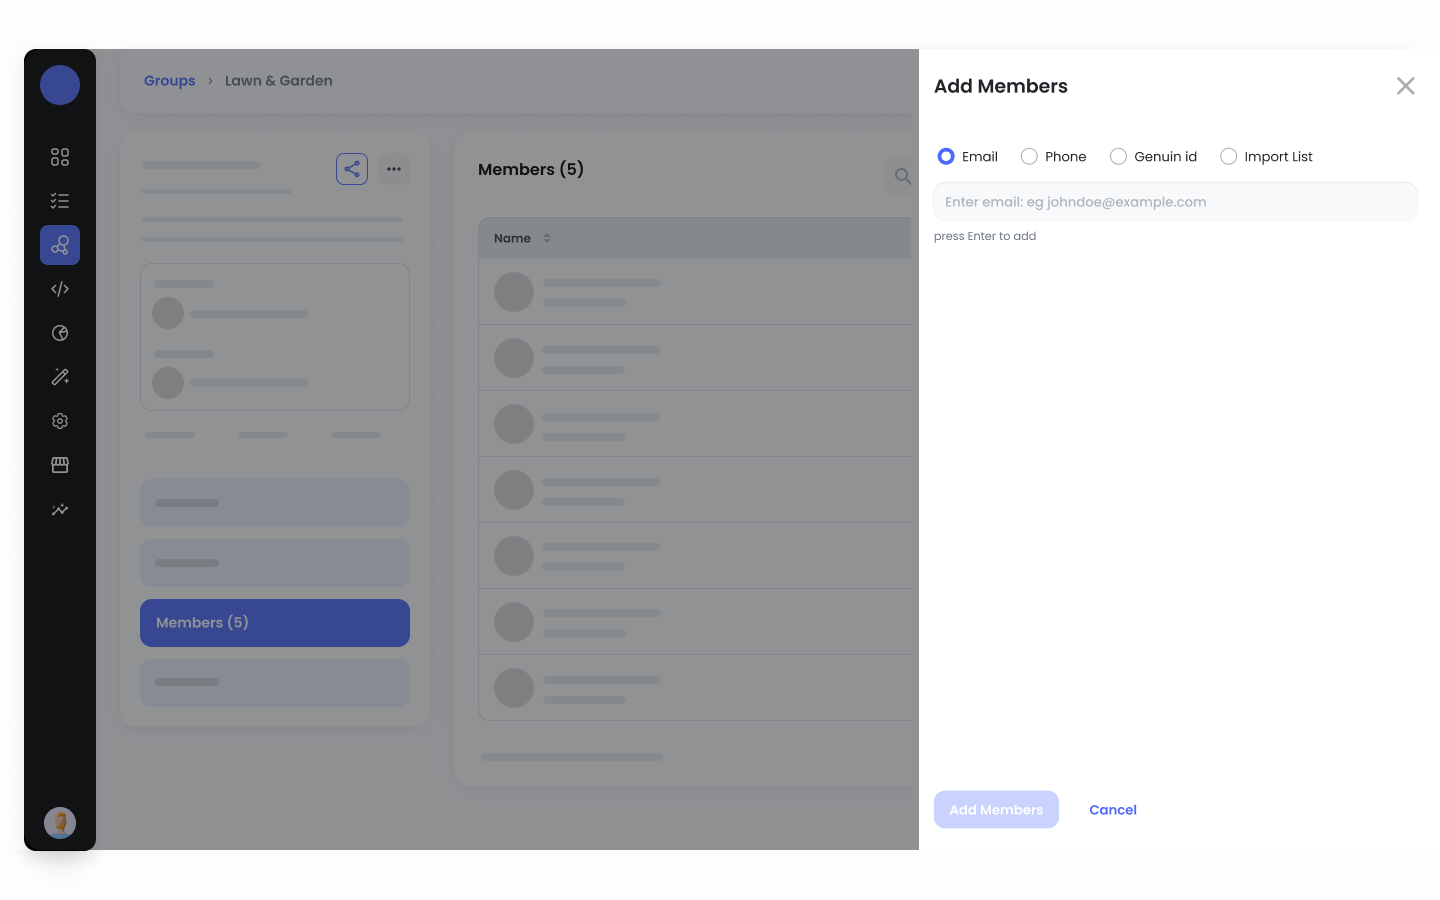 Groups › Lawn & Garden
Members (5)
Members (5)
Name
Add Members
Email Phone Genuin id Import List
Enter email: eg johndoe@example.com
press Enter to add
Add Members Cancel